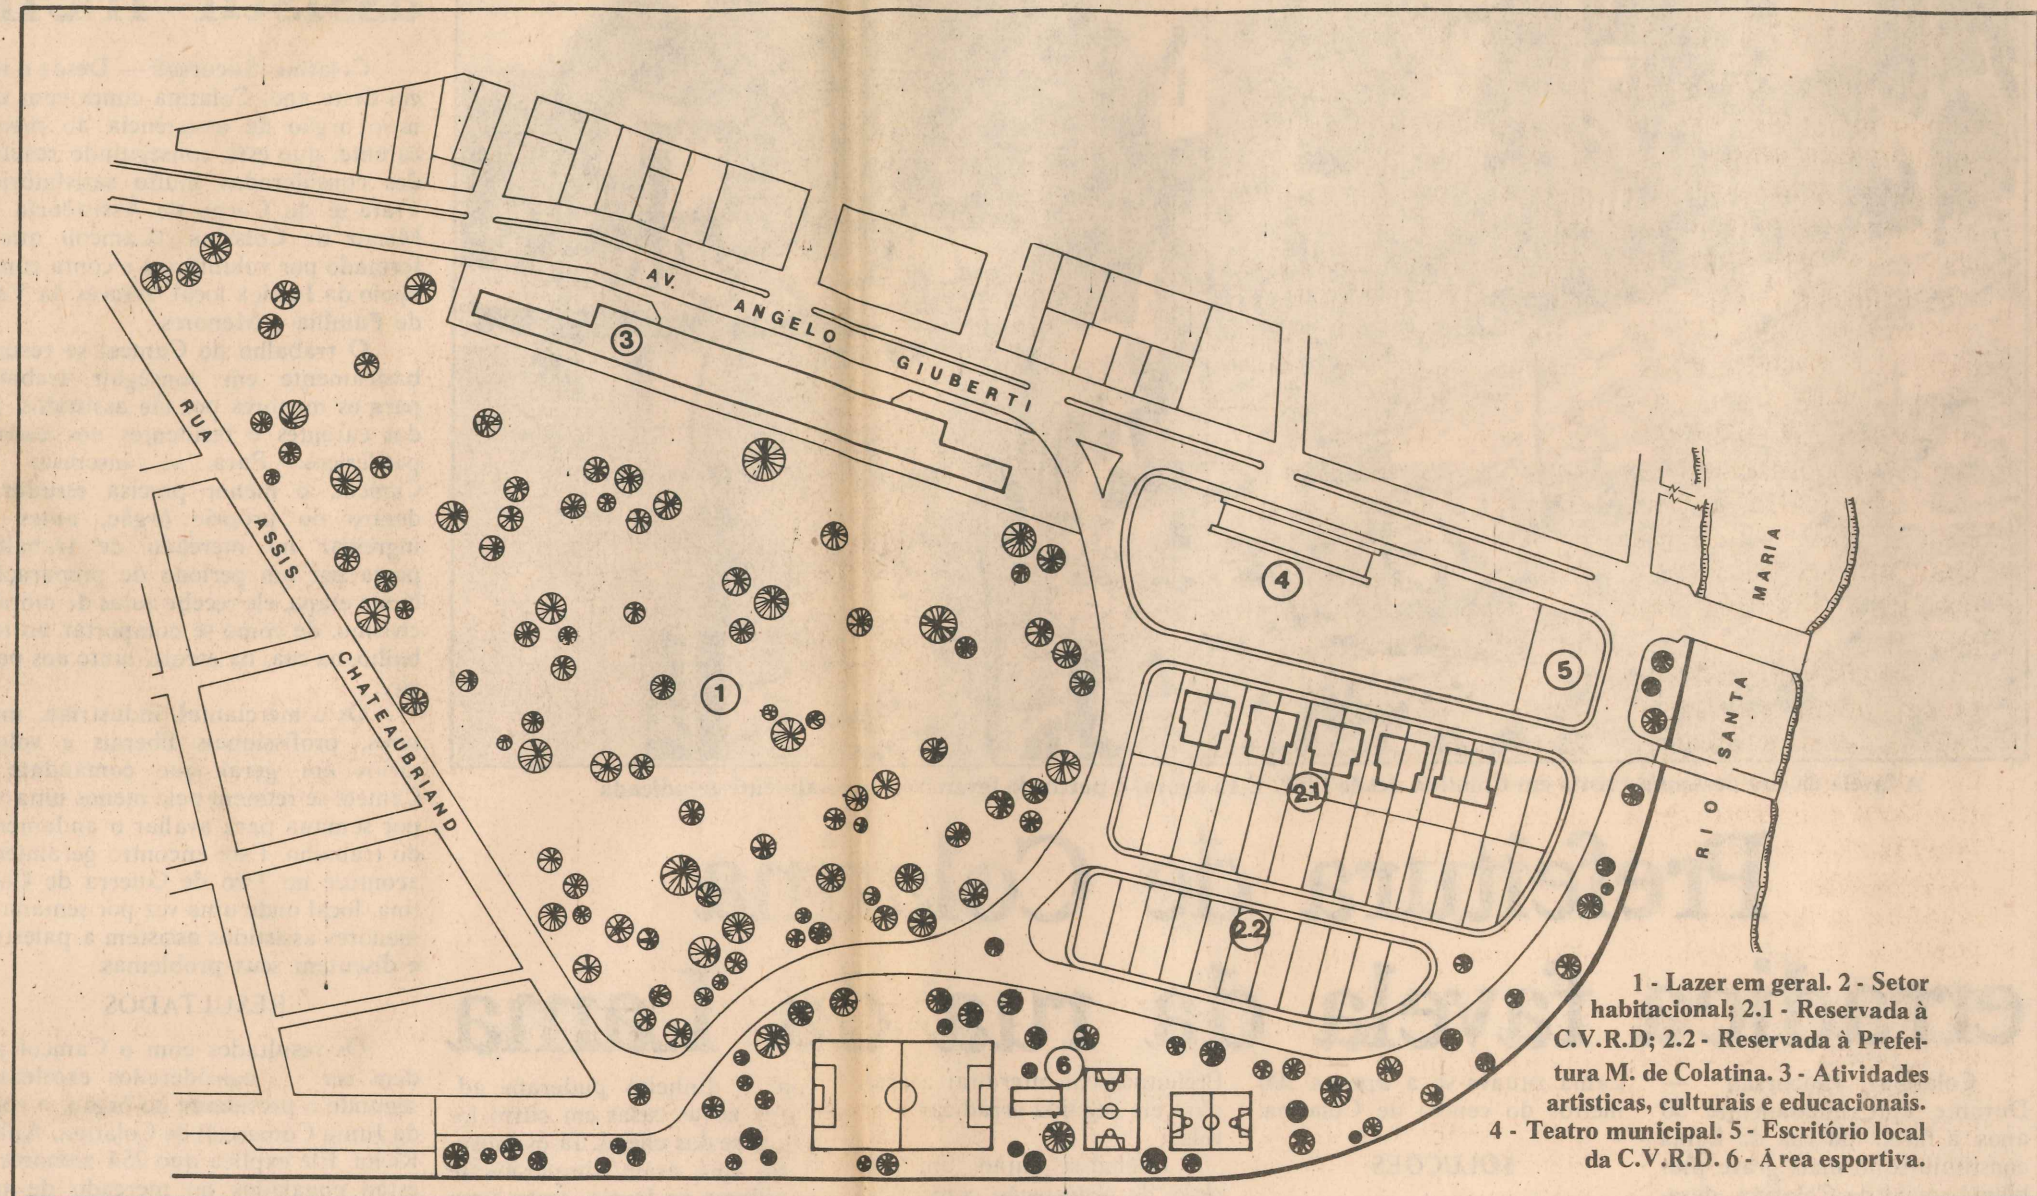 AV. ANGELO GIUBERTI
3
RUA ASSIS CHATEAUBRIAND
4
MARIA
5
1
RIO SANTA
2.1
2.2
6
1 - Lazer em geral. 2 - Setor
habitacional; 2.1 - Reservada à
C.V.R.D; 2.2 - Reservada à Prefei-
tura M. de Colatina. 3 - Atividades
artisticas, culturais e educacionais.
4 - Teatro municipal. 5 - Escritório local
da C.V.R.D. 6 - Área esportiva.